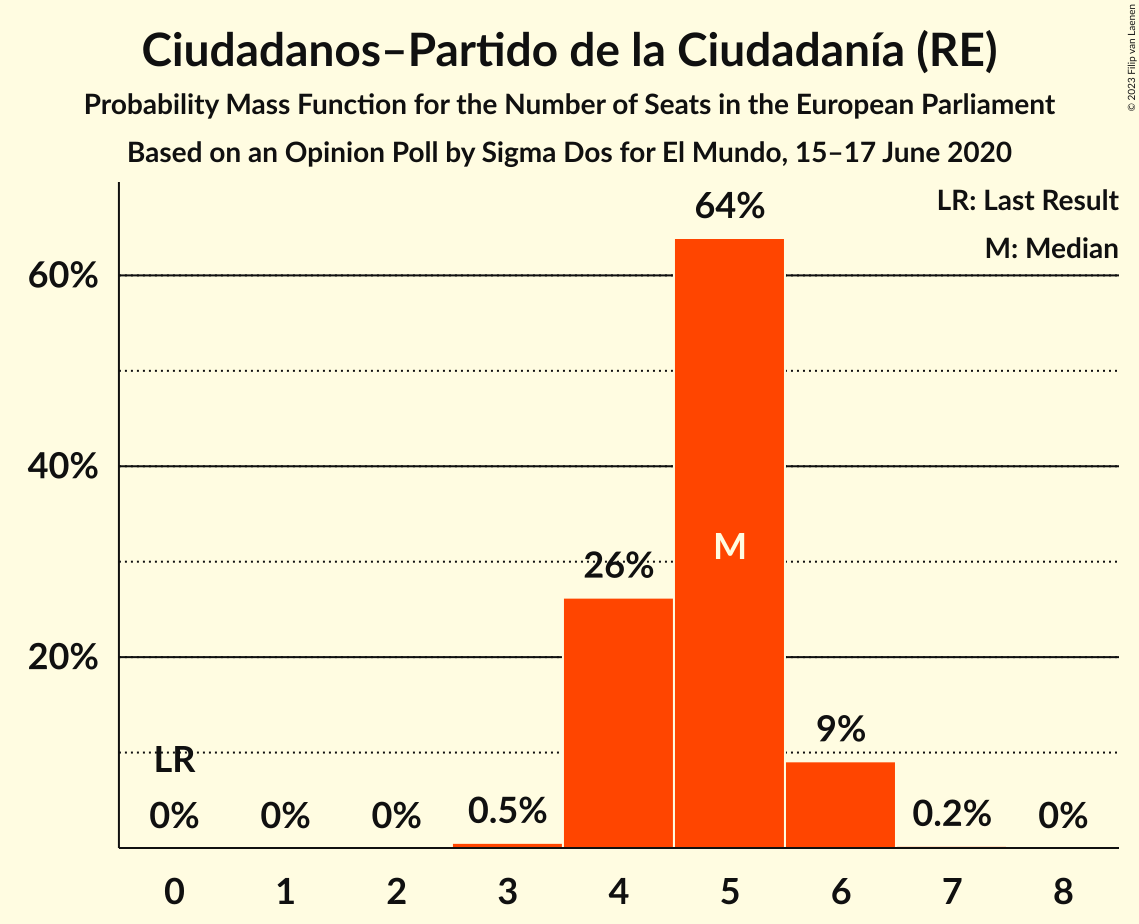 Ciudadanos–Partido de la Ciudadanía (RE)
Probability Mass Function for the Number of Seats in the European Parliament
Based on an Opinion Poll by Sigma Dos for El Mundo, 15–17 June 2020
© 2023 Filip van Laenen
LR: Last Result
M: Median
64%
60%
40%
M
26%
20%
9%
LR
0%
0%
0%
0.5%
0.2%
0%
0 1 2 3 4 5 6 7 8